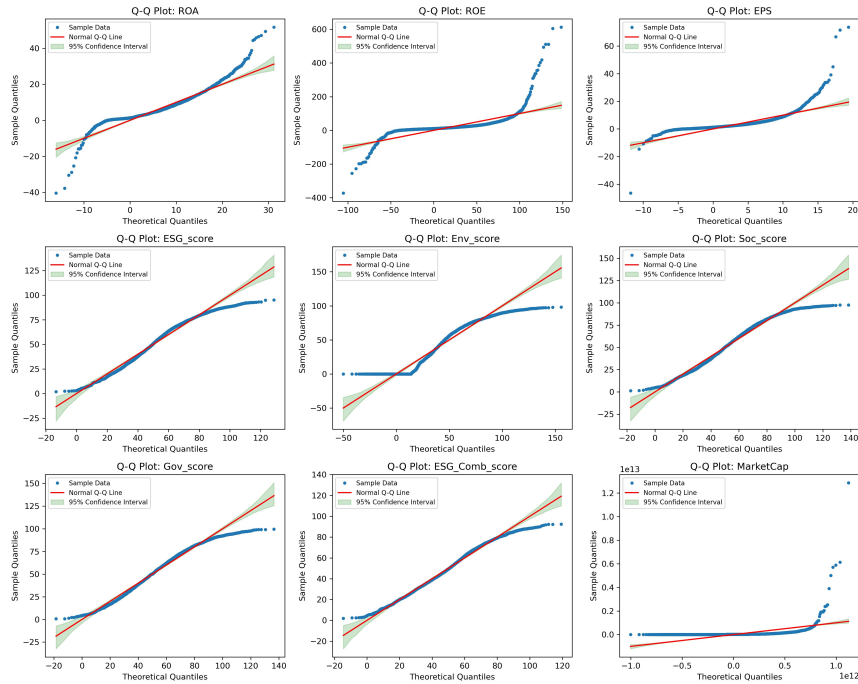 Q-Q Plot: ROA
Sample Data
Normal Q-Q Line
95% Confidence Interval
40
20
0
−20
−40
Sample Quantiles
−10
0
10
20
30
Theoretical Quantiles
Q-Q Plot: ROE
Sample Data
Normal Q-Q Line
95% Confidence Interval
600
400
200
0
−200
−400
Sample Quantiles
−100
−50
0
50
100
150
Theoretical Quantiles
Q-Q Plot: EPS
Sample Data
Normal Q-Q Line
95% Confidence Interval
60
40
20
0
−20
−40
Sample Quantiles
−10
−5
0
5
10
15
20
Theoretical Quantiles
Q-Q Plot: ESG_score
Sample Data
Normal Q-Q Line
95% Confidence Interval
125
100
75
50
25
0
−25
Sample Quantiles
−20
0
20
40
60
80
100
120
Theoretical Quantiles
Q-Q Plot: Env_score
Sample Data
Normal Q-Q Line
95% Confidence Interval
150
100
50
0
−50
Sample Quantiles
−50
0
50
100
150
Theoretical Quantiles
Q-Q Plot: Soc_score
Sample Data
Normal Q-Q Line
95% Confidence Interval
150
125
100
75
50
25
0
−25
Sample Quantiles
−20
0
20
40
60
80
100
120
140
Theoretical Quantiles
Q-Q Plot: Gov_score
Sample Data
Normal Q-Q Line
95% Confidence Interval
150
125
100
75
50
25
0
−25
Sample Quantiles
−20
0
20
40
60
80
100
120
140
Theoretical Quantiles
Q-Q Plot: ESG_Comb_score
Sample Data
Normal Q-Q Line
95% Confidence Interval
140
120
100
80
60
40
20
0
−20
Sample Quantiles
−20
0
20
40
60
80
100
120
Theoretical Quantiles
1e13
Q-Q Plot: MarketCap
Sample Data
Normal Q-Q Line
95% Confidence Interval
1.2
1.0
0.8
0.6
0.4
0.2
0.0
Sample Quantiles
−1.0
−0.5
0.0
0.5
1.0
1e12
Theoretical Quantiles